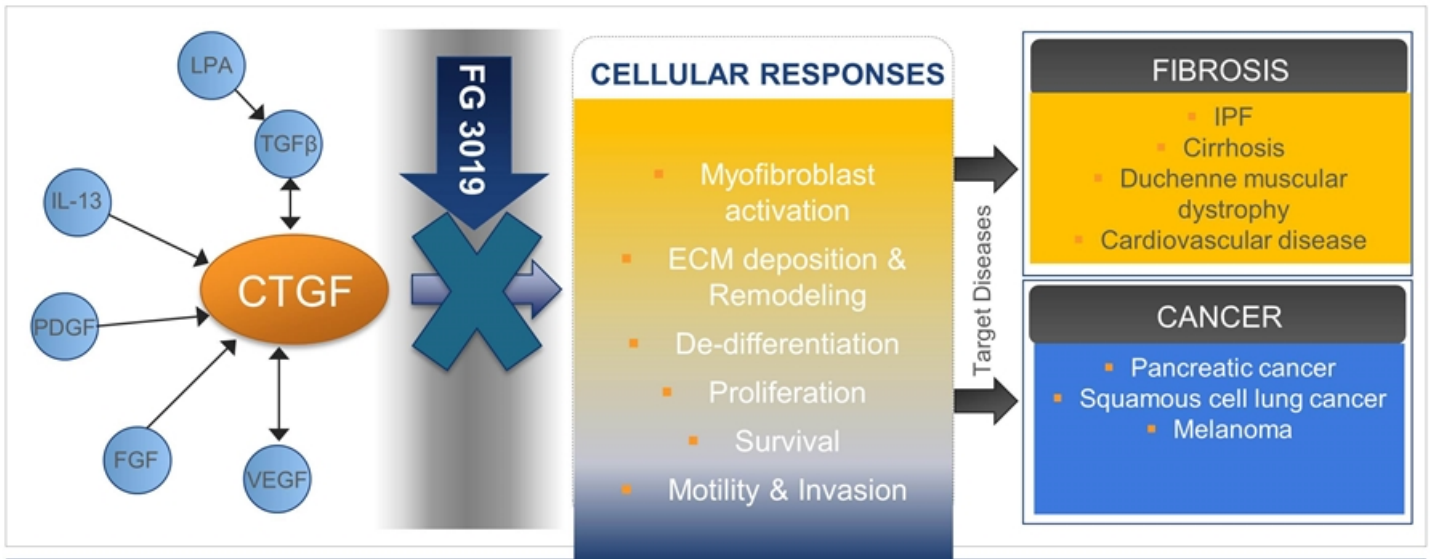 LPA
TGFβ
IL-13
CTGF
PDGF
FGF
VEGF
FG 3019
CELLULAR RESPONSES
▪ Myofibroblast
activation
▪ ECM deposition &
Remodeling
▪ De-differentiation
▪ Proliferation
▪ Survival
▪ Motility & Invasion
Target Diseases
FIBROSIS
▪ IPF
▪ Cirrhosis
▪ Duchenne muscular
dystrophy
▪ Cardiovascular disease
CANCER
▪ Pancreatic cancer
▪ Squamous cell lung cancer
▪ Melanoma